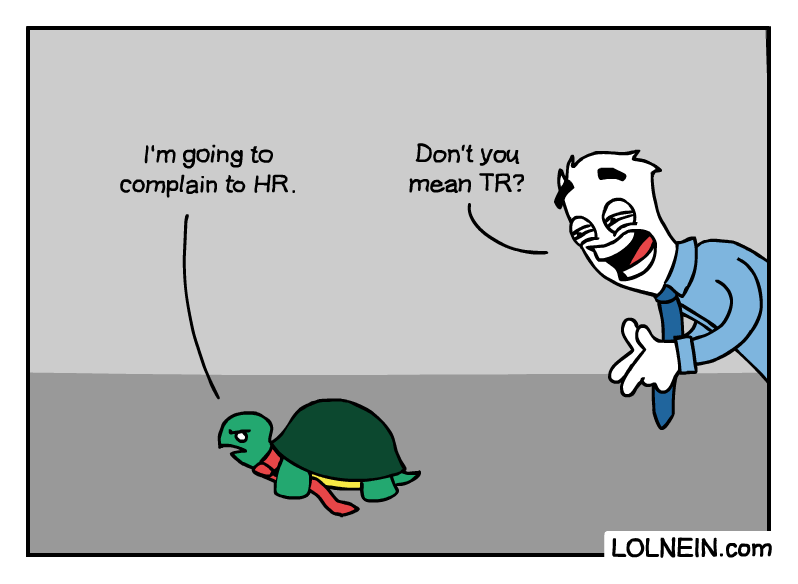 I'm going to
complain to HR.
Don't you
mean TR?
LOLNEIN.com